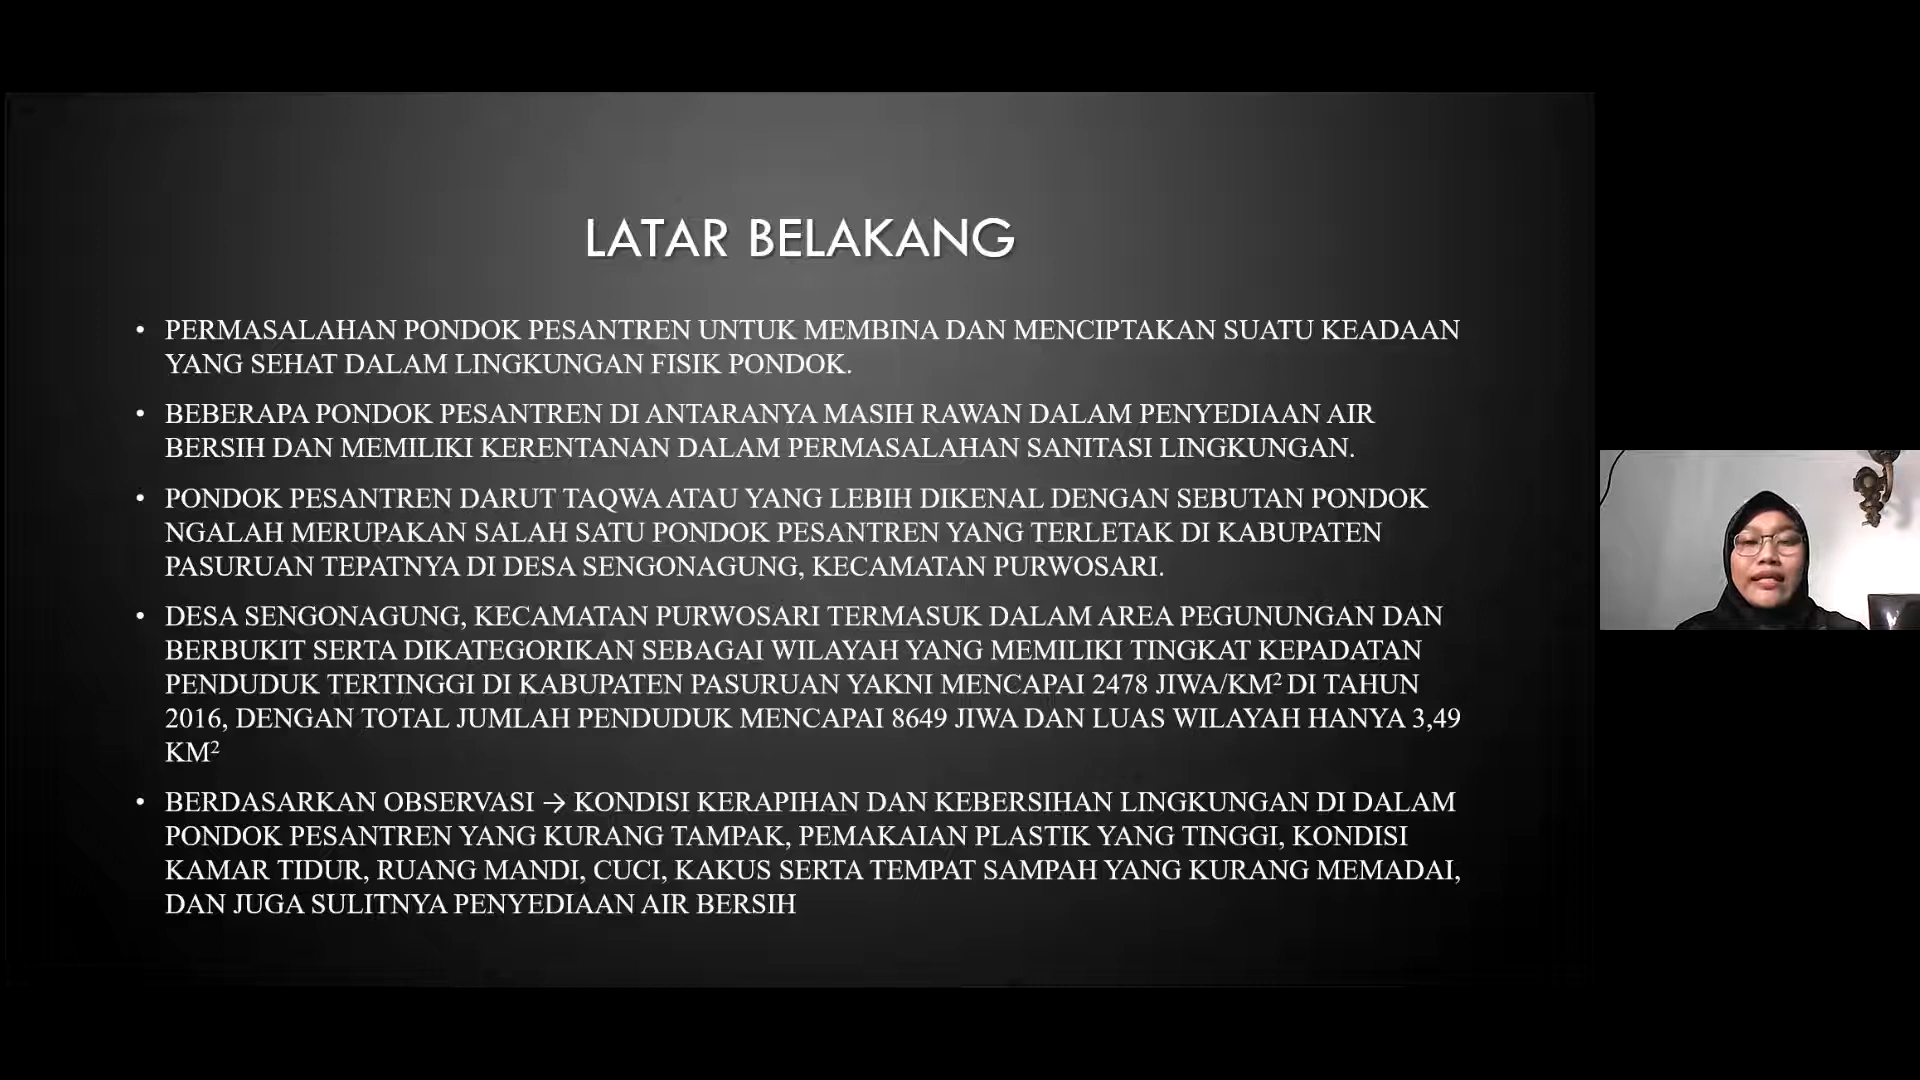 LATAR BELAKANG
• PERMASALAHAN PONDOK PESANTREN UNTUK MEMBINA DAN MENCIPTAKAN SUATU KEADAAN
YANG SEHAT DALAM LINGKUNGAN FISIK PONDOK.
• BEBERAPA PONDOK PESANTREN DI ANTARANYA MASIH RAWAN DALAM PENYEDIAAN AIR
BERSIH DAN MEMILIKI KERENTANAN DALAM PERMASALAHAN SANITASI LINGKUNGAN.
• PONDOK PESANTREN DARUT TAQWA ATAU YANG LEBIH DIKENAL DENGAN SEBUTAN PONDOK
NGALAH MERUPAKAN SALAH SATU PONDOK PESANTREN YANG TERLETAK DI KABUPATEN
PASURUAN TEPATNYA DI DESA SENGONAGUNG, KECAMATAN PURWOSARI.
• DESA SENGONAGUNG, KECAMATAN PURWOSARI TERMASUK DALAM AREA PEGUNUNGAN DAN
BERBUKIT SERTA DIKATEGORIKAN SEBAGAI WILAYAH YANG MEMILIKI TINGKAT KEPADATAN
PENDUDUK TERTINGGI DI KABUPATEN PASURUAN YAKNI MENCAPAI 2478 JIWA/KM² DI TAHUN
2016, DENGAN TOTAL JUMLAH PENDUDUK MENCAPAI 8649 JIWA DAN LUAS WILAYAH HANYA 3,49
KM²
• BERDASARKAN OBSERVASI → KONDISI KERAPIHAN DAN KEBERSIHAN LINGKUNGAN DI DALAM
PONDOK PESANTREN YANG KURANG TAMPAK, PEMAKAIAN PLASTIK YANG TINGGI, KONDISI
KAMAR TIDUR, RUANG MANDI, CUCI, KAKUS SERTA TEMPAT SAMPAH YANG KURANG MEMADAI,
DAN JUGA SULITNYA PENYEDIAAN AIR BERSIH